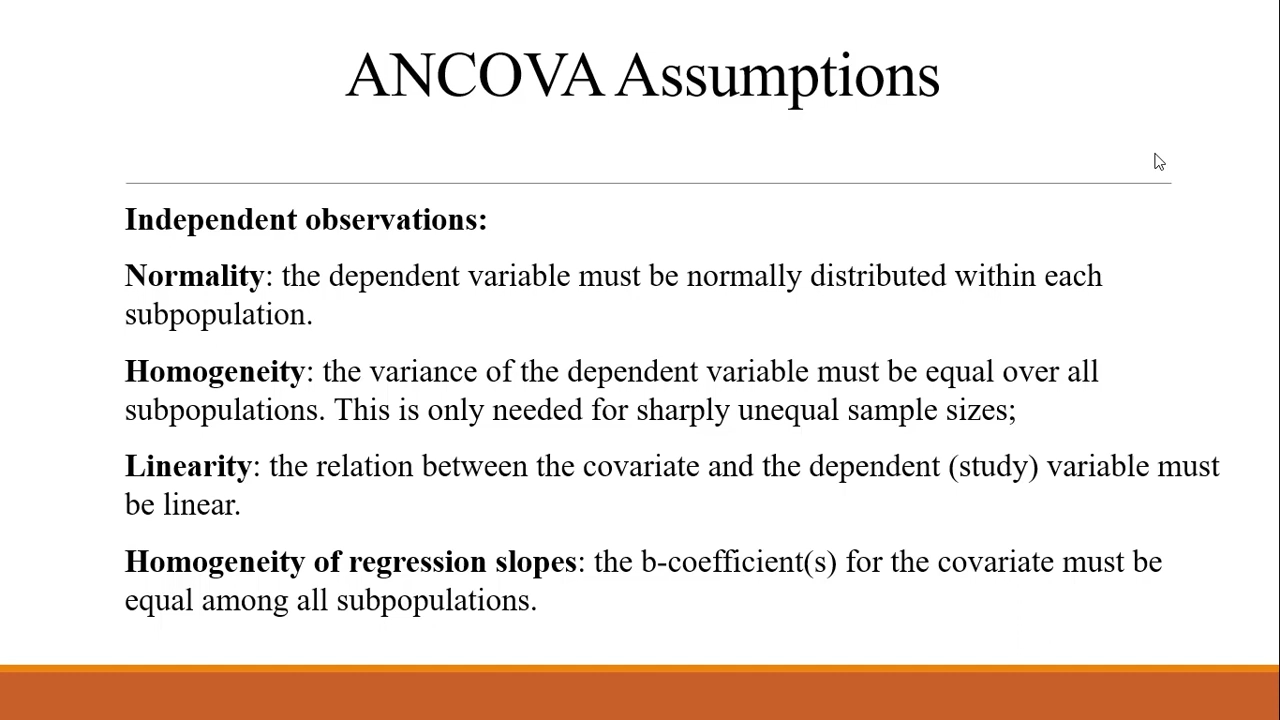 ANCOVA Assumptions
Independent observations:
Normality: the dependent variable must be normally distributed within each
subpopulation.
Homogeneity: the variance of the dependent variable must be equal over all
subpopulations. This is only needed for sharply unequal sample sizes;
Linearity: the relation between the covariate and the dependent (study) variable must
be linear.
Homogeneity of regression slopes: the b-coefficient(s) for the covariate must be
equal among all subpopulations.